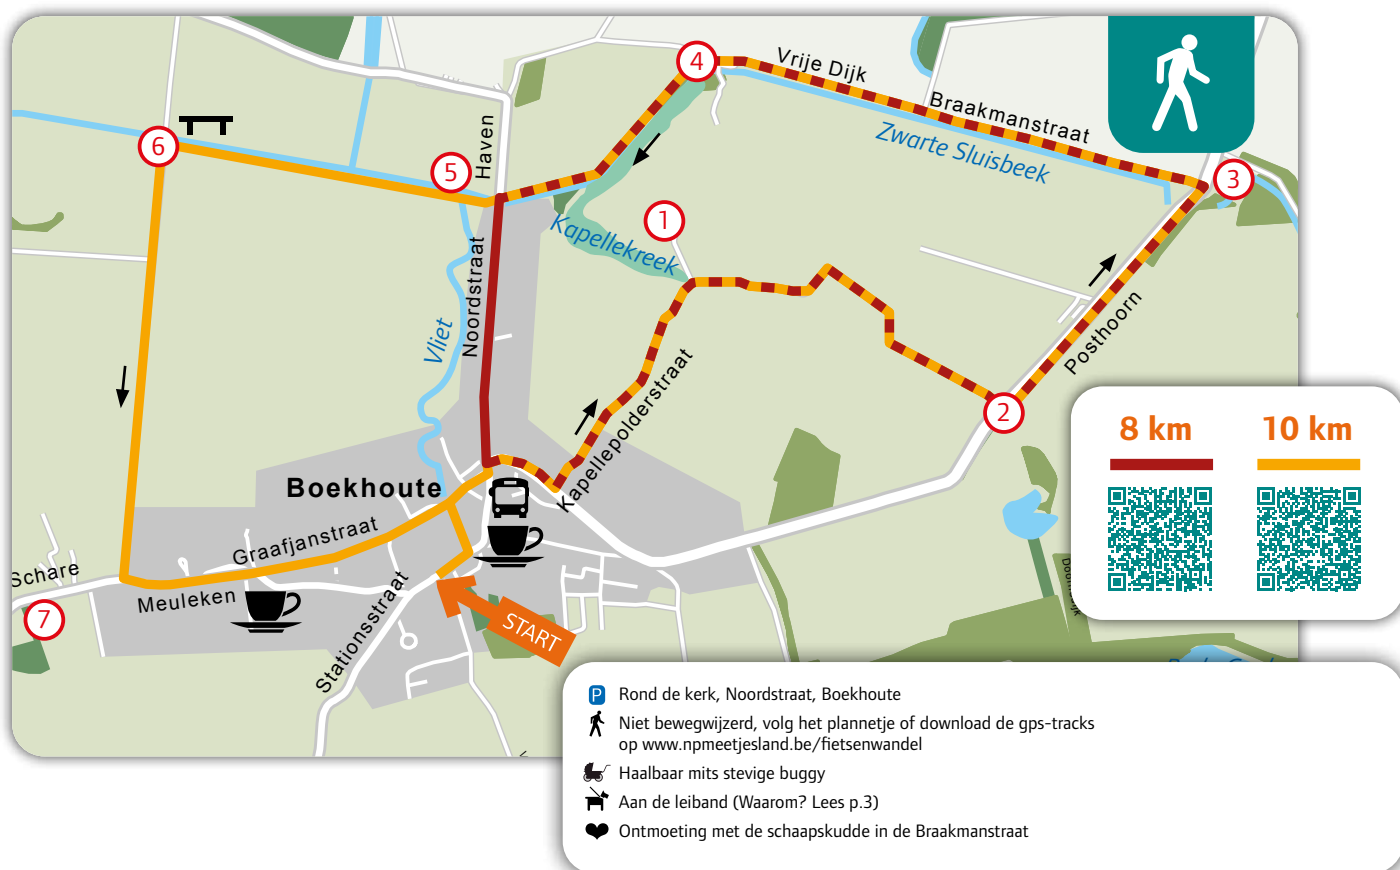 4
Vrije Dijk
Braakmanstraat
Zwarte Sluisbeek
3
6
5
Haven
1
Kapellekreek
Noordstraat
Vliet
Kapellepolderstraat
Posthoorn
2
8 km
10 km
Boekhoute
Graafjanstraat
Schare
Meuleken
7
Stationsstraat
START
P Rond de kerk, Noordstraat, Boekhoute
Niet bewegwijzerd, volg het plannetje of download de gps-tracks
op www.npmeetjesland.be/fietsenwandel
Haalbaar mits stevige buggy
Aan de leiband (Waarom? Lees p.3)
Ontmoeting met de schaapskudde in de Braakmanstraat